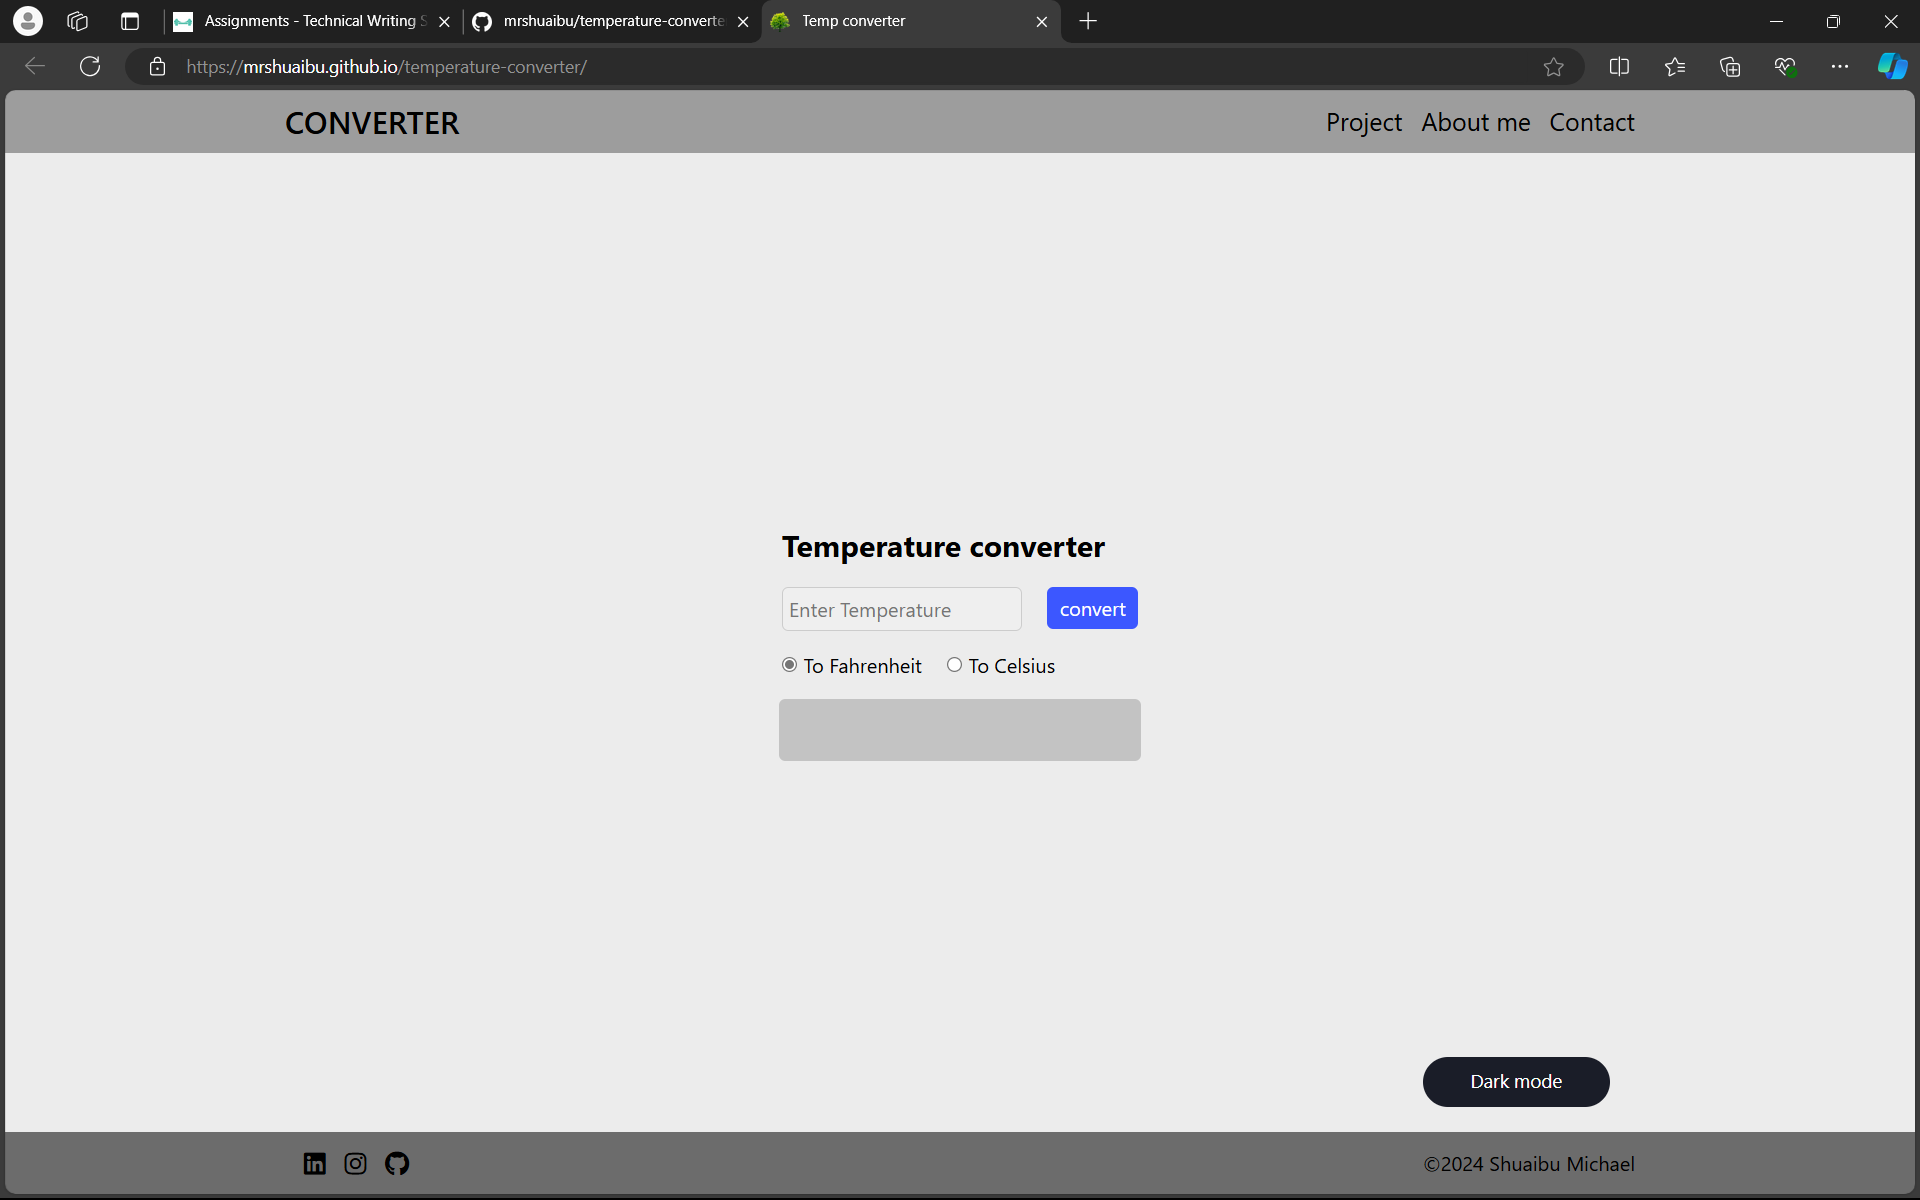 Assignments - Technical Writing S
mrshuaibu/temperature-converte
Temp converter
https://mrshuaibu.github.io/temperature-converter/
CONVERTER
Project About me Contact
Temperature converter
Enter Temperature
convert
To Fahrenheit To Celsius
Dark mode
©2024 Shuaibu Michael